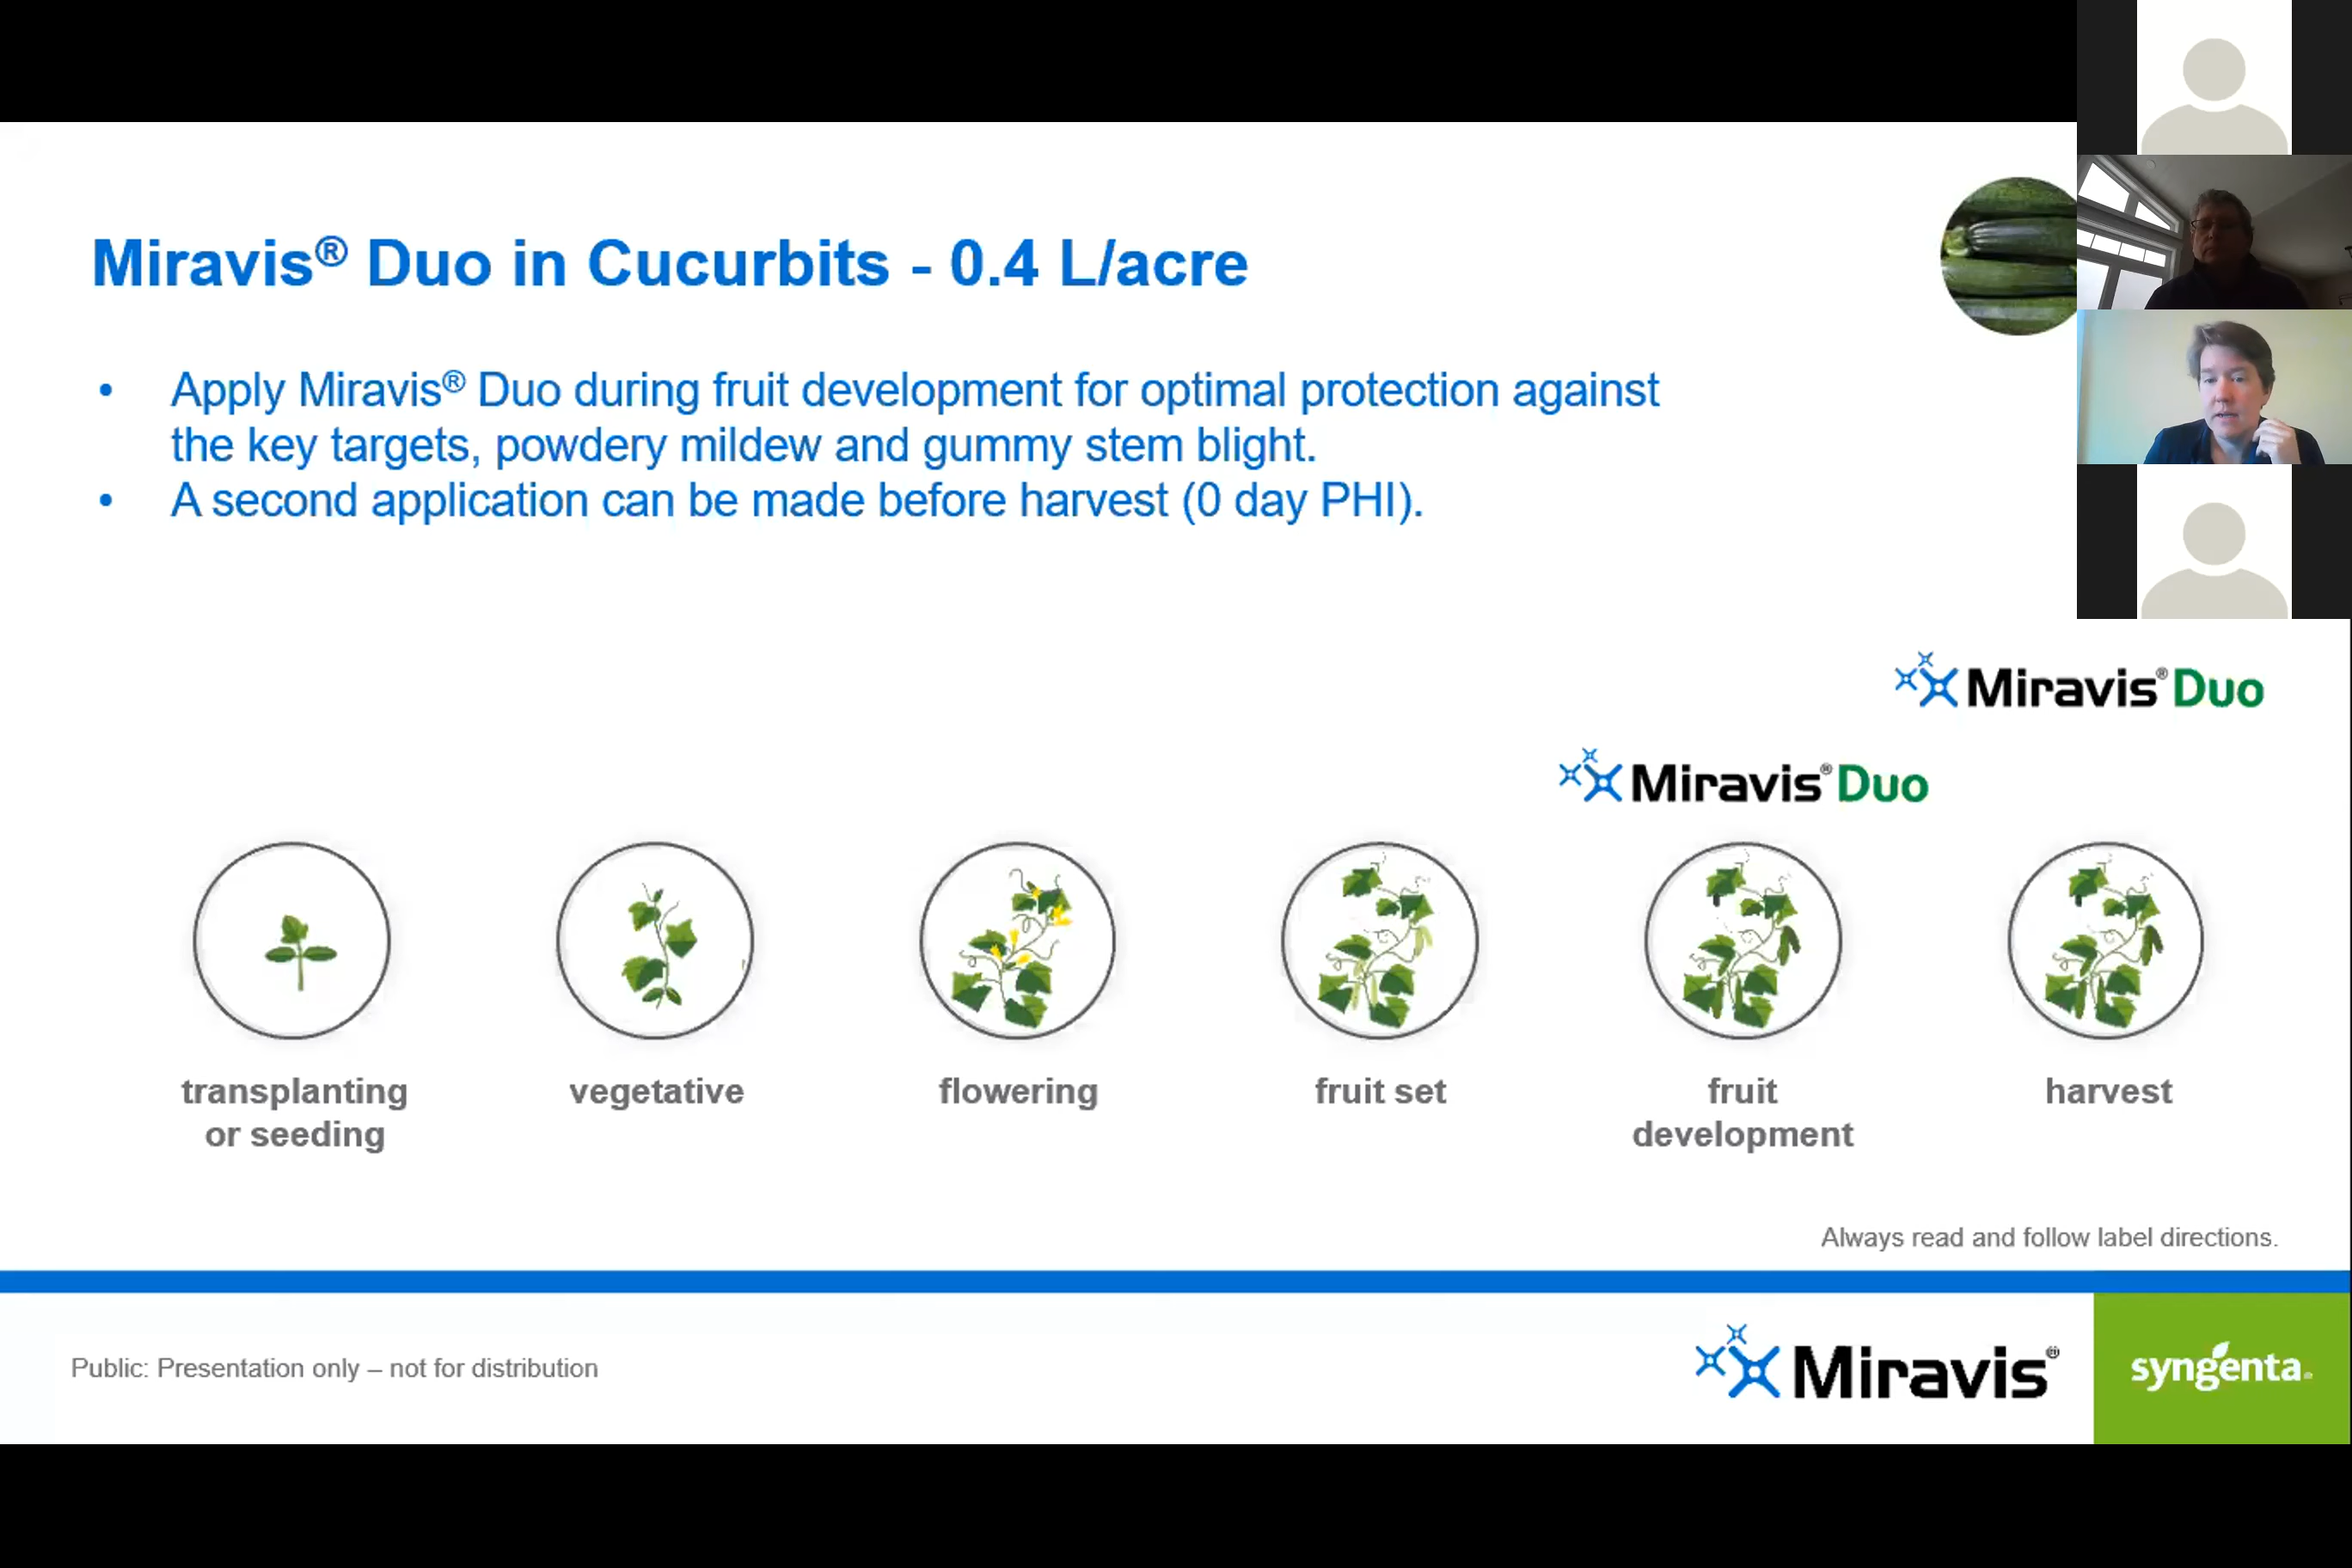 Miravis® Duo in Cucurbits - 0.4 L/acre
• Apply Miravis® Duo during fruit development for optimal protection against
the key targets, powdery mildew and gummy stem blight.
• A second application can be made before harvest (0 day PHI).
Miravis® Duo
Miravis® Duo
transplanting
or seeding
vegetative
flowering
fruit set
fruit
development
harvest
Always read and follow label directions.
Public: Presentation only – not for distribution
Miravis®
syngenta